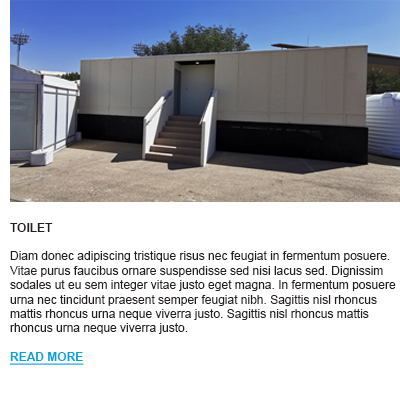 TOILET
Diam donec adipiscing tristique risus nec feugiat in fermentum posuere.
Vitae purus faucibus ornare suspendisse sed nisi lacus sed. Dignissim
sodales ut eu sem integer vitae justo eget magna. In fermentum posuere
urna nec tincidunt praesent semper feugiat nibh. Sagittis nisl rhoncus
mattis rhoncus urna neque viverra justo. Sagittis nisl rhoncus mattis
rhoncus urna neque viverra justo.
READ MORE